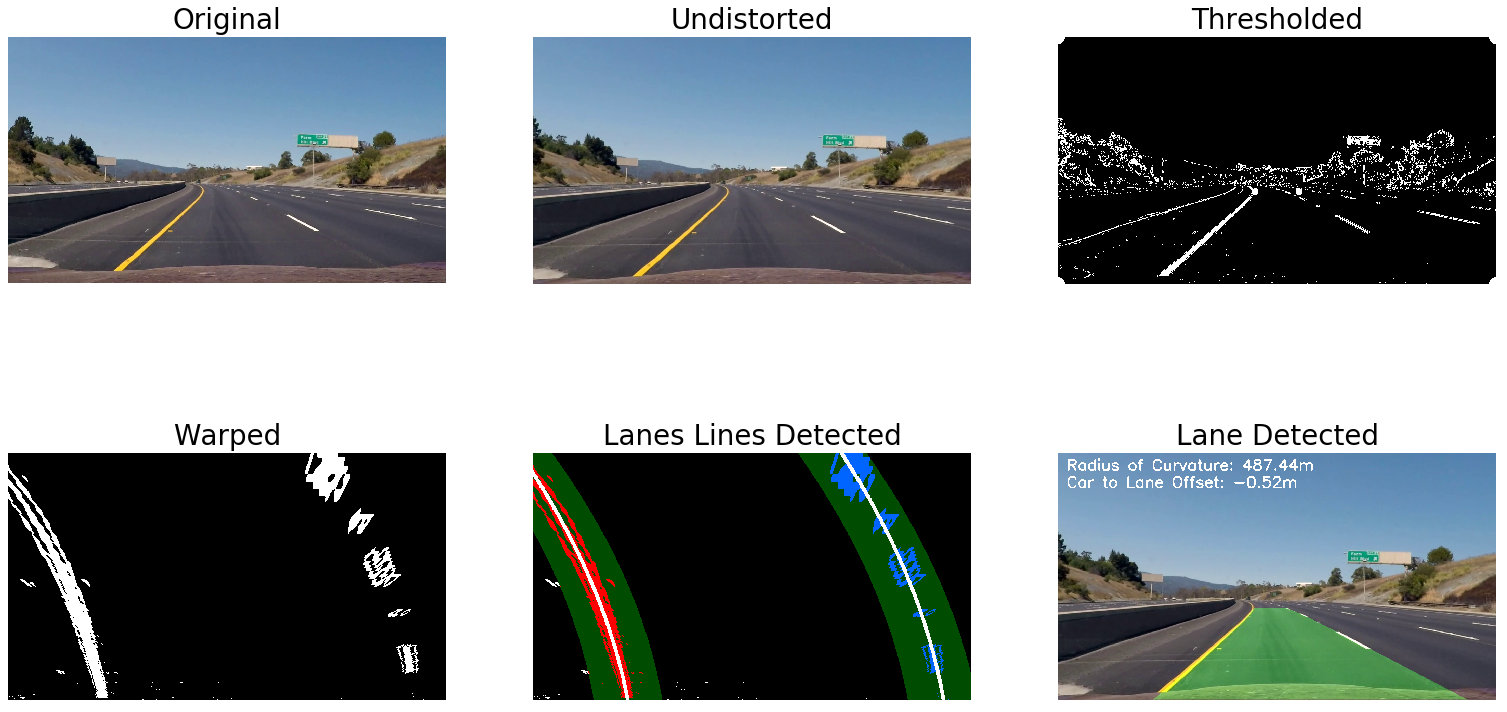 Original
Undistorted
Thresholded
Warped
Lanes Lines Detected
Lane Detected
Radius of Curvature: 487.44m
Car to Lane Offset: −0.52m